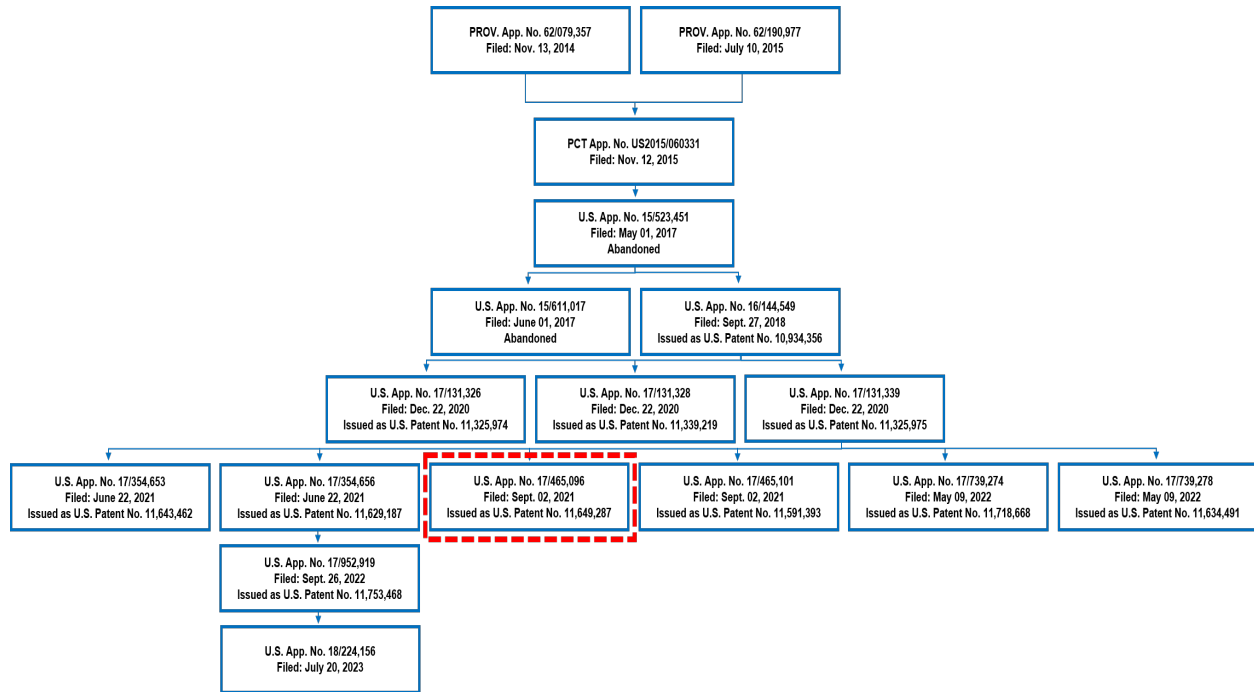 PROV. App. No. 62/079,357
Filed: Nov. 13, 2014
PROV. App. No. 62/190,977
Filed: July 10, 2015
PCT App. No. US2015/060331
Filed: Nov. 12, 2015
U.S. App. No. 15/523,451
Filed: May 01, 2017
Abandoned
U.S. App. No. 15/611,017
Filed: June 01, 2017
Abandoned
U.S. App. No. 16/144,549
Filed: Sept. 27, 2018
Issued as U.S. Patent No. 10,934,356
U.S. App. No. 17/131,326
Filed: Dec. 22, 2020
Issued as U.S. Patent No. 11,325,974
U.S. App. No. 17/131,328
Filed: Dec. 22, 2020
Issued as U.S. Patent No. 11,339,219
U.S. App. No. 17/131,339
Filed: Dec. 22, 2020
Issued as U.S. Patent No. 11,325,975
U.S. App. No. 17/354,653
Filed: June 22, 2021
Issued as U.S. Patent No. 11,643,462
U.S. App. No. 17/354,656
Filed: June 22, 2021
Issued as U.S. Patent No. 11,629,187
U.S. App. No. 17/465,096
Filed: Sept. 02, 2021
Issued as U.S. Patent No. 11,649,287
U.S. App. No. 17/465,101
Filed: Sept. 02, 2021
Issued as U.S. Patent No. 11,591,393
U.S. App. No. 17/739,274
Filed: May 09, 2022
Issued as U.S. Patent No. 11,718,668
U.S. App. No. 17/739,278
Filed: May 09, 2022
Issued as U.S. Patent No. 11,634,491
U.S. App. No. 17/952,919
Filed: Sept. 26, 2022
Issued as U.S. Patent No. 11,753,468
U.S. App. No. 18/224,156
Filed: July 20, 2023